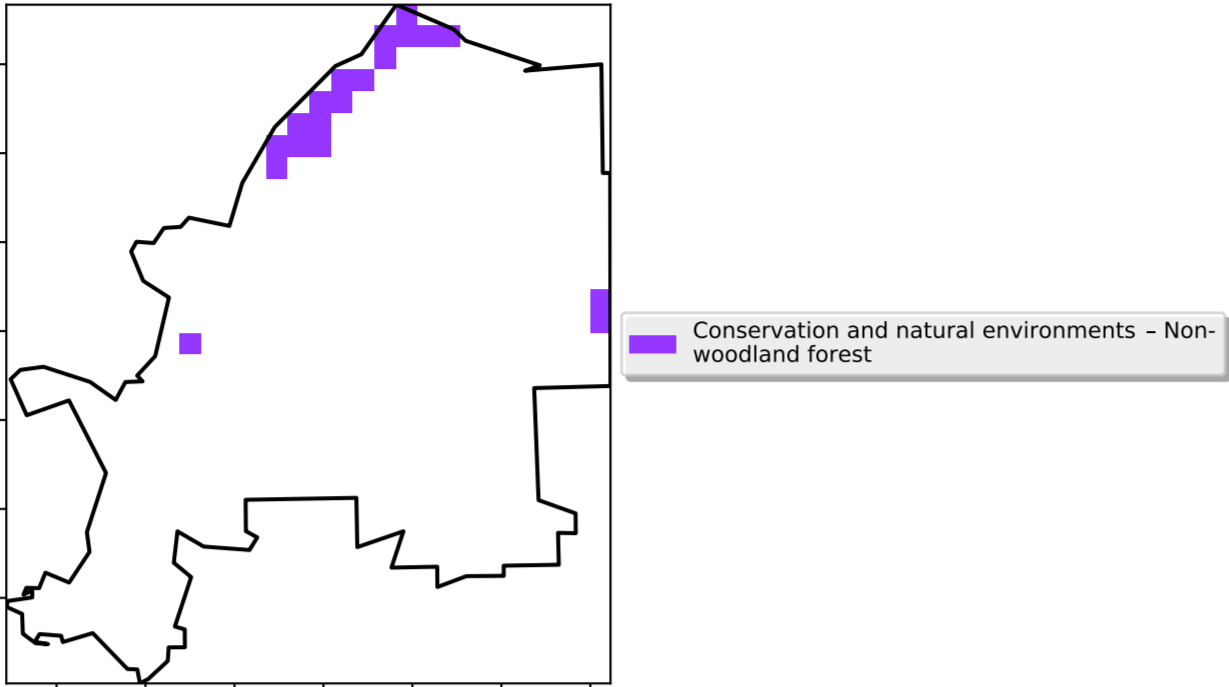 Conservation and natural environments – Non-
woodland forest